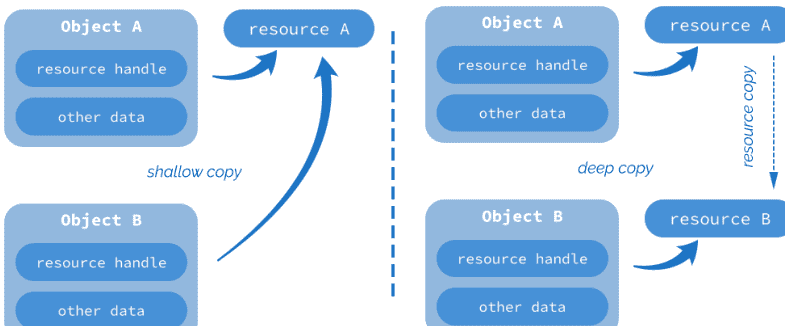 Object A
resource handle
other data
resource A
shallow copy
Object B
resource handle
other data
Object A
resource handle
other data
resource A
resource copy
deep copy
Object B
resource handle
other data
resource B